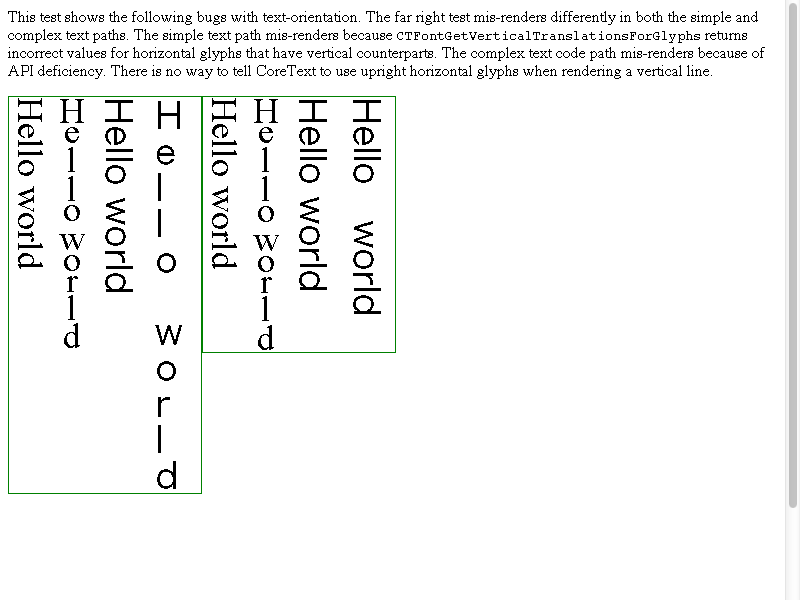 This test shows the following bugs with text-orientation. The far right test mis-renders differently in both the simple and
complex text paths. The simple text path mis-renders because CTFontGetVerticalTranslationsForGlyphs returns
incorrect values for horizontal glyphs that have vertical counterparts. The complex text code path mis-renders because of
API deficiency. There is no way to tell CoreText to use upright horizontal glyphs when rendering a vertical line.
Hello world
Hello world
Hello world
Hello world
Hello world
Hello world
Hello world
Hello world